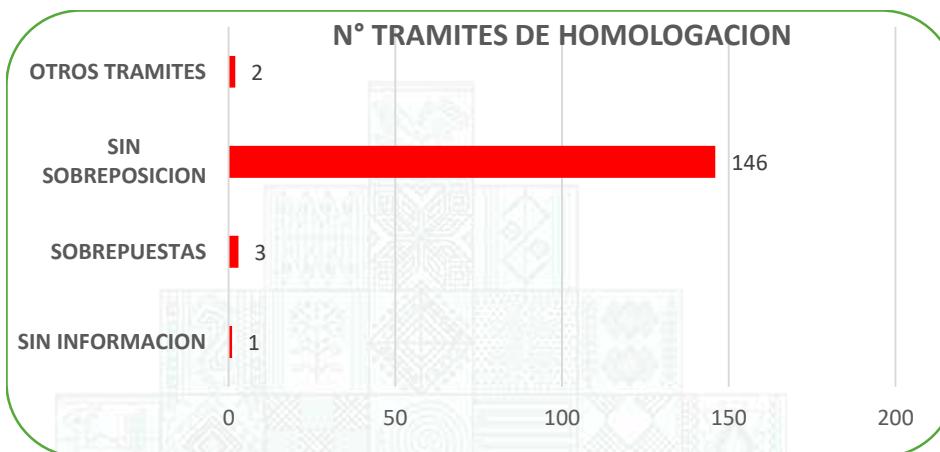 N° TRAMITES DE HOMOLOGACION
OTROS TRAMITES
2
SIN
SOBREPOSICION
146
SOBREPUESTAS
3
SIN INFORMACION
1
0
50
100
150
200